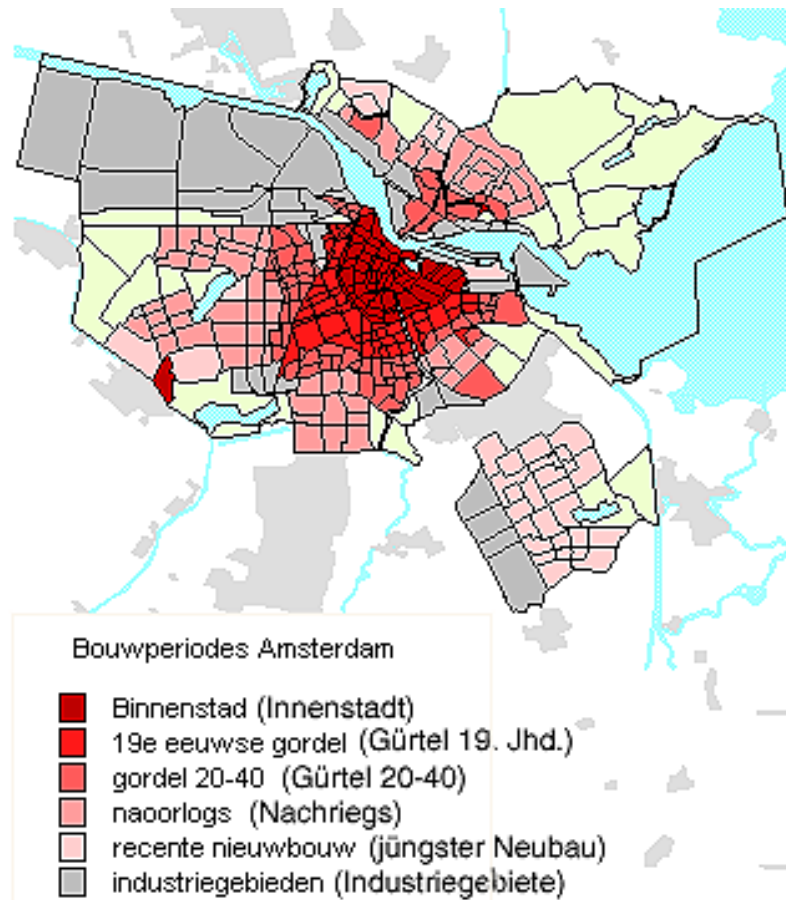 Bouwperiodes Amsterdam
Binnenstad (Innenstadt)
19e eeuwse gordel (Gürtel 19. Jhd.)
gordel 20-40 (Gürtel 20-40)
naoorlogs (Nachriegs)
recente nieuwbouw (jüngster Neubau)
industriegebieden (Industriegebiete)